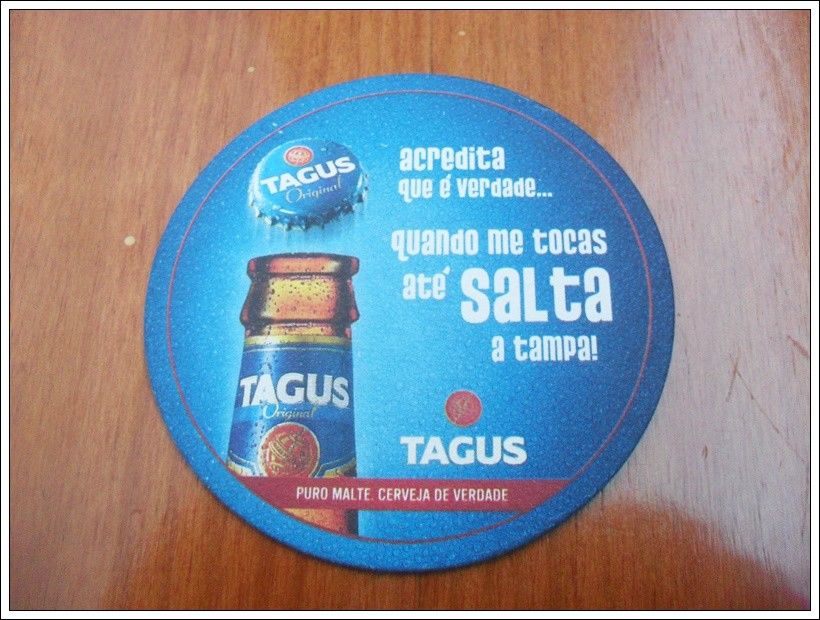 TAGUS
Original
acredita
que é verdade...
quando me tocas
até salta
a tampa!
TAGUS
Original
TAGUS
PURO MALTE. CERVEJA DE VERDADE